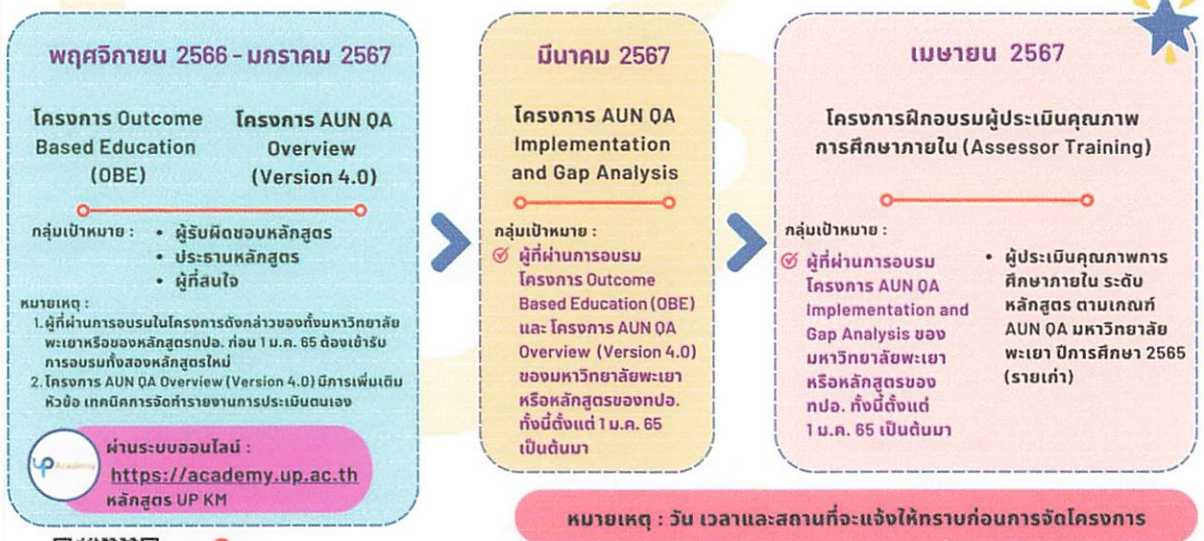 พฤศจิกายน 2566 - มกราคม 2567
โครงการ Outcome
Based Education
(OBE)
โครงการ AUN QA
Overview
(Version 4.0)
กลุ่มเป้าหมาย :
• ผู้รับผิดชอบหลักสูตร
• ประธานหลักสูตร
• ผู้ที่สนใจ
หมายเหตุ :
1. ผู้ที่ผ่านการอบรมในโครงการดังกล่าวของทั้งมหาวิทยาลัย
พะเยาหรือของหลักสูตรทปอ. ก่อน 1 ม.ค. 65 ต้องเข้ารับ
การอบรมทั้งสองหลักสูตรใหม่
2. โครงการ AUN QA Overview (Version 4.0) มีการเพิ่มเติม
หัวข้อ เทคนิคการจัดทำรายงานการประเมินตนเอง
up Academy
ผ่านระบบออนไลน์ :
https://academy.up.ac.th
หลักสูตร UP KM
มีนาคม 2567
โครงการ AUN QA
Implementation
and Gap Analysis
กลุ่มเป้าหมาย :
ผู้ที่ผ่านการอบรม
โครงการ Outcome
Based Education (OBE)
และ โครงการ AUN QA
Overview (Version 4.0)
ของมหาวิทยาลัยพะเยา
หรือหลักสูตรของทปอ.
ทั้งนี้ตั้งแต่ 1 ม.ค. 65
เป็นต้นมา
เมษายน 2567
โครงการฝึกอบรมผู้ประเมินคุณภาพ
การศึกษาภายใน (Assessor Training)
กลุ่มเป้าหมาย :
ผู้ที่ผ่านการอบรม
โครงการ AUN QA
Implementation and
Gap Analysis ของ
มหาวิทยาลัยพะเยา
หรือหลักสูตรของ
ทปอ. ทั้งนี้ตั้งแต่
1 ม.ค. 65 เป็นต้นมา
• ผู้ประเมินคุณภาพการ
ศึกษาภายใน ระดับ
หลักสูตร ตามเกณฑ์
AUN QA มหาวิทยาลัย
พะเยา ปีการศึกษา 2565
(รายเก่า)
หมายเหตุ : วัน เวลาและสถานที่จะแจ้งให้ทราบก่อนการจัดโครงการ